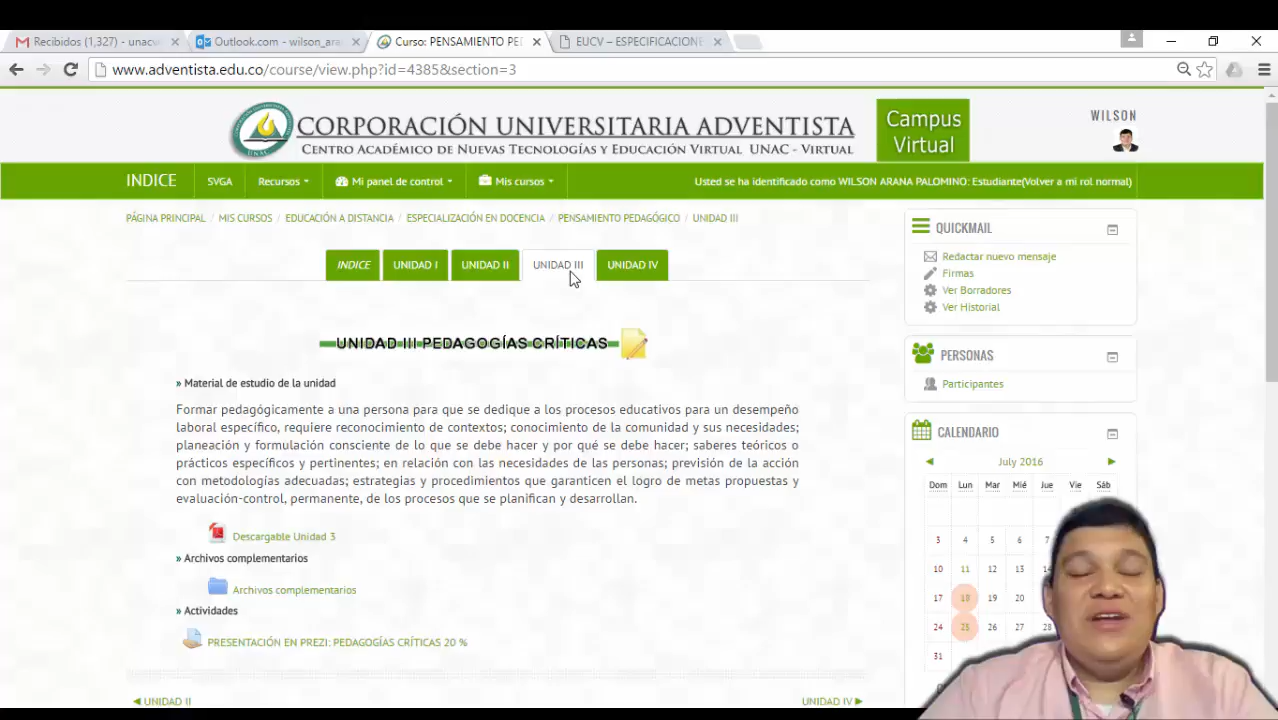 Recibidos (1,327) - unacv
Outlook.com - wilson_ara
Curso: PENSAMIENTO PED
EUCV – ESPECIFICACION
www.adventista.edu.co/course/view.php?id=4385&section=3
CORPORACIÓN UNIVERSITARIA ADVENTISTA
CENTRO ACADÉMICO DE NUEVAS TECNOLOGÍAS Y EDUCACIÓN VIRTUAL UNAC - VIRTUAL
UNAC
Campus
Virtual
WILSON
INDICE
SVGA
Recursos
Mi panel de control
Mis cursos
Usted se ha identificado como WILSON ARANA PALOMINO: Estudiante(Volver a mi rol normal)
PÁGINA PRINCIPAL / MIS CURSOS / EDUCACIÓN A DISTANCIA / ESPECIALIZACIÓN EN DOCENCIA / PENSAMIENTO PEDAGÓGICO / UNIDAD III
INDICE
UNIDAD I
UNIDAD II
UNIDAD III
UNIDAD IV
UNIDAD III PEDAGOGÍAS CRÍTICAS
» Material de estudio de la unidad
Formar pedagógicamente a una persona para que se dedique a los procesos educativos para un desempeño
laboral específico, requiere reconocimiento de contextos; conocimiento de la comunidad y sus necesidades;
planeación y formulación consciente de lo que se debe hacer y por qué se debe hacer; saberes teóricos o
prácticos específicos y pertinentes; en relación con las necesidades de las personas; previsión de la acción
con metodologías adecuadas; estrategias y procedimientos que garanticen el logro de metas propuestas y
evaluación-control, permanente, de los procesos que se planifican y desarrollan.
Descargable Unidad 3
» Archivos complementarios
Archivos complementarios
» Actividades
PRESENTACIÓN EN PREZI: PEDAGOGÍAS CRÍTICAS 20 %
UNIDAD II
UNIDAD IV
QUICKMAIL
Redactar nuevo mensaje
Firmas
Ver Borradores
Ver Historial
PERSONAS
Participantes
CALENDARIO
July 2016
Dom Lun Mar Mié Jue Vie Sáb
3 4 5 6 7
10 11 12 13 14
17 18 19 20
24 25 26 27 28
31